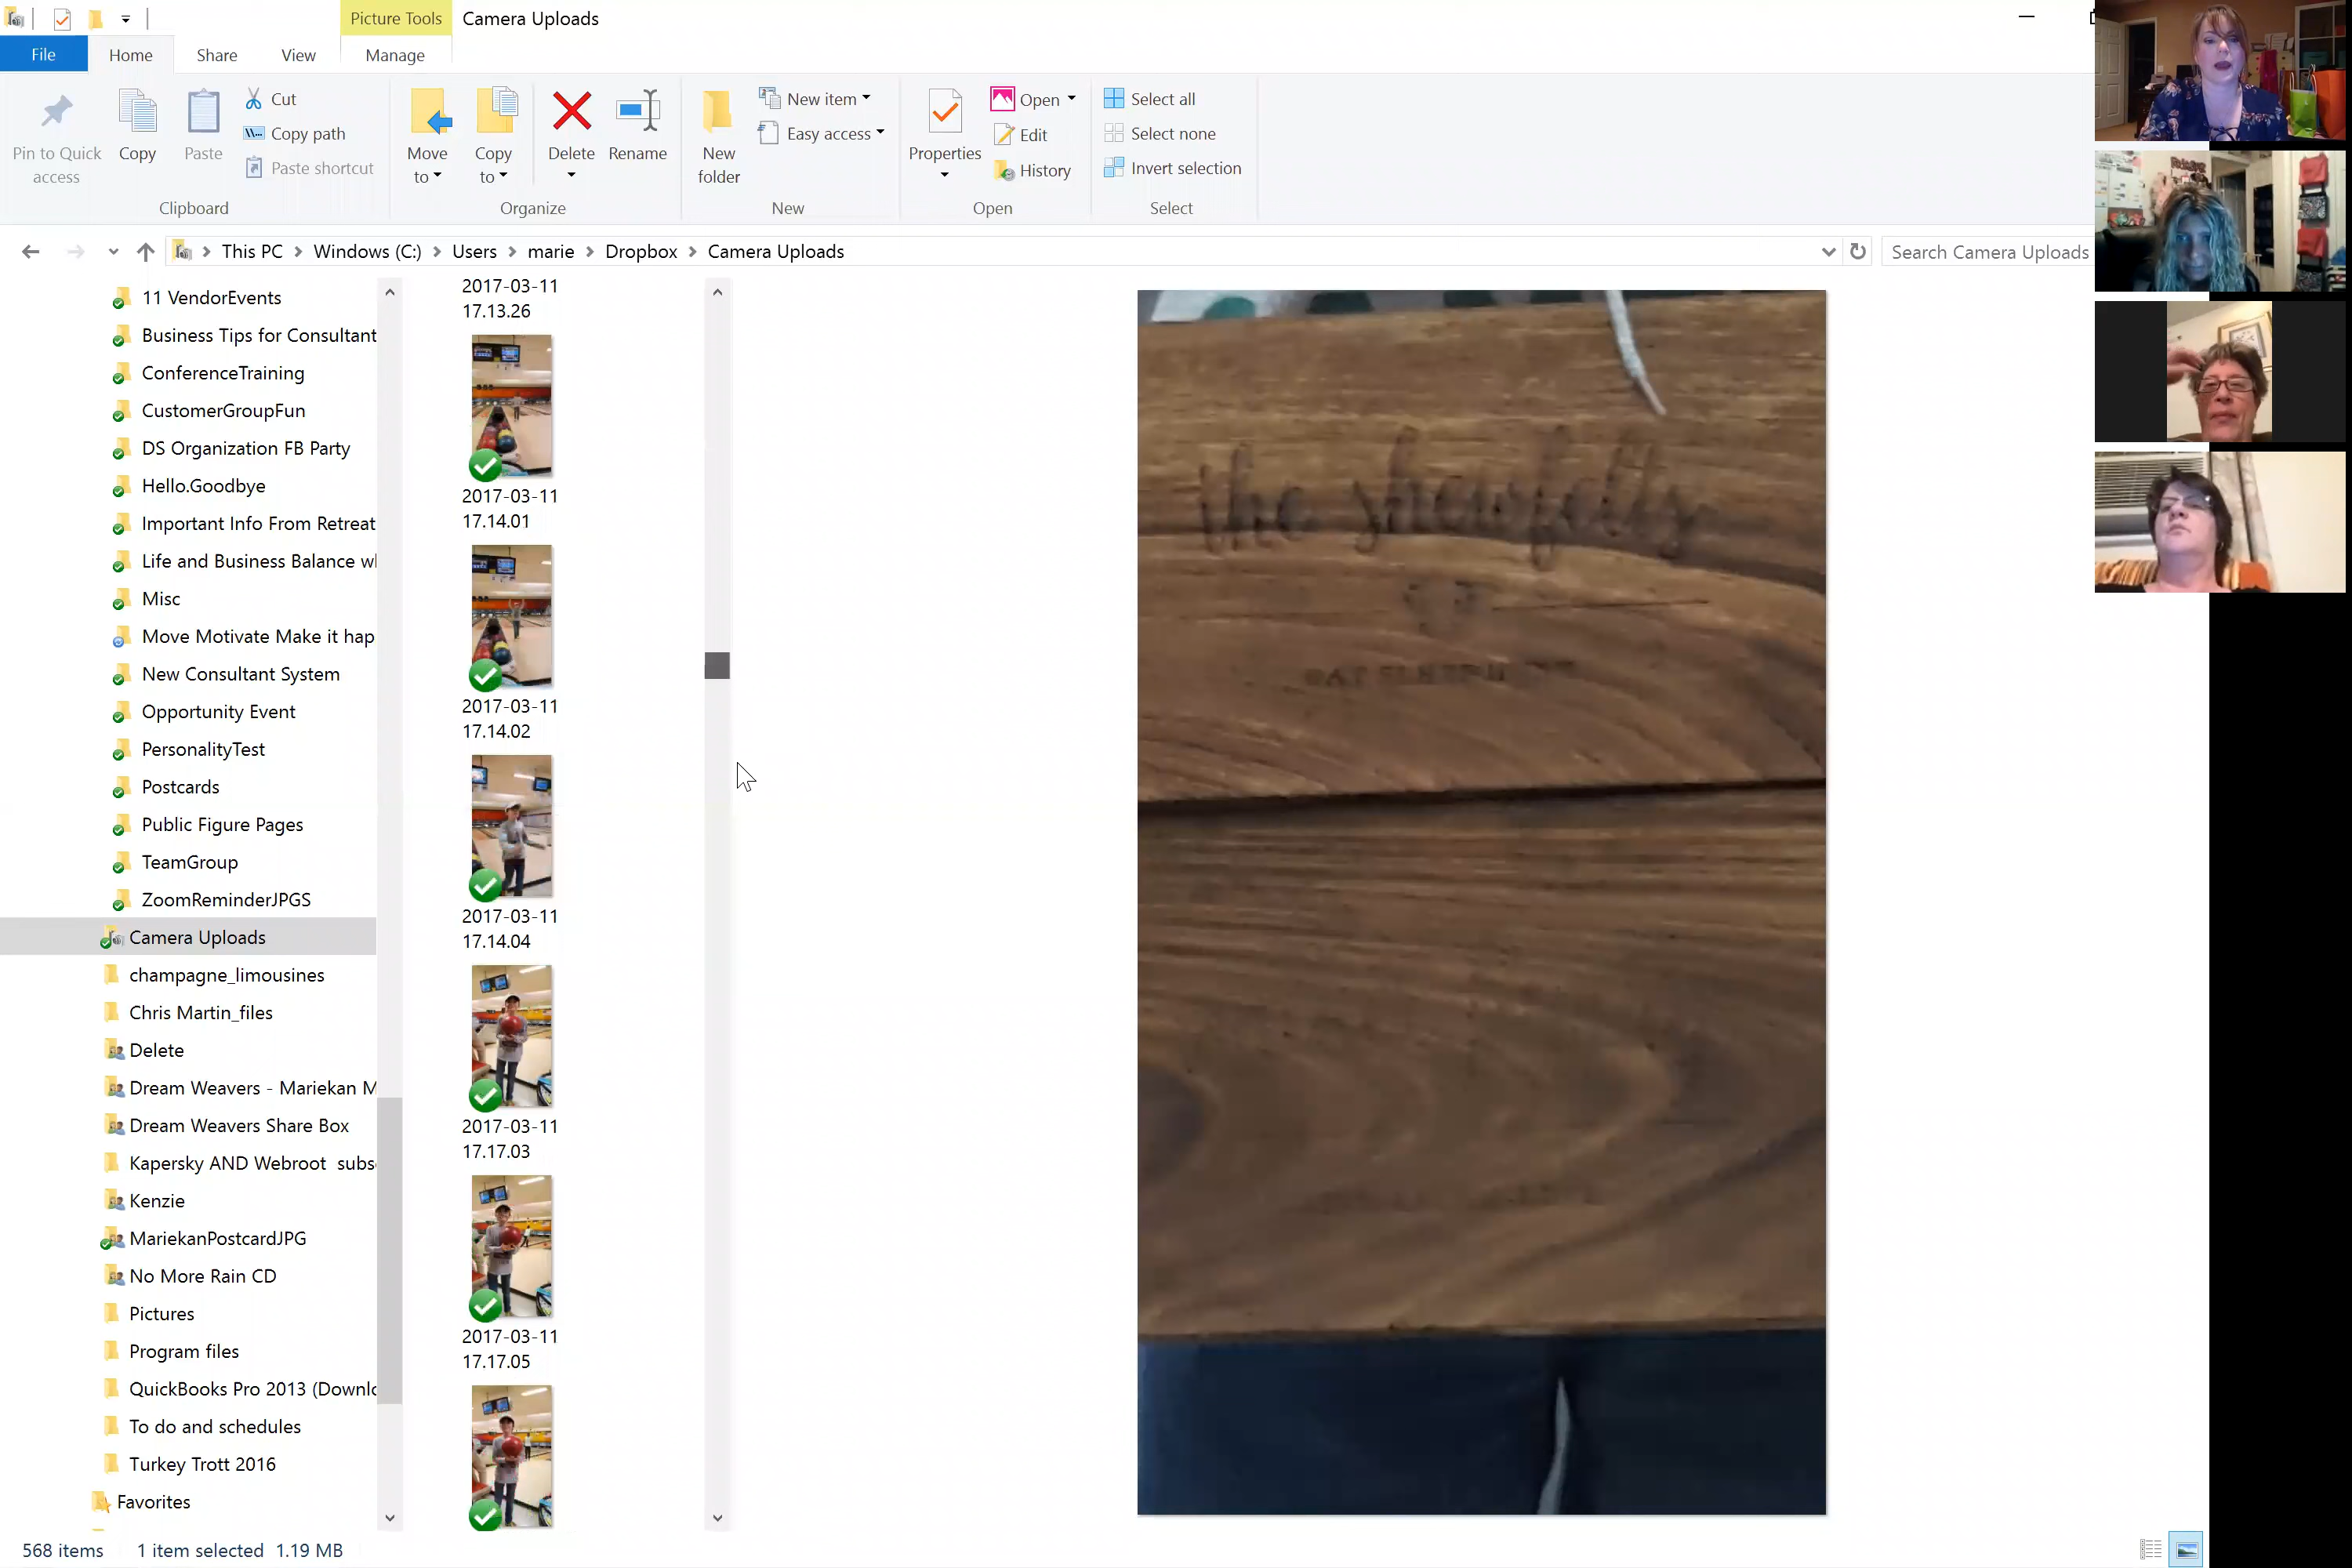 Picture Tools
Camera Uploads
File
Home
Share
View
Manage
Pin to Quick access
Copy
Paste
Cut
Copy path
Paste shortcut
Clipboard
Move to
Copy to
Delete
Rename
Organize
New folder
New item
Easy access
New
Properties
Open
Edit
History
Open
Select all
Select none
Invert selection
Select
This PC > Windows (C:) > Users > marie > Dropbox > Camera Uploads
Search Camera Uploads
11 VendorEvents
Business Tips for Consultant
ConferenceTraining
CustomerGroupFun
DS Organization FB Party
Hello.Goodbye
Important Info From Retreat
Life and Business Balance wl
Misc
Move Motivate Make it hap
New Consultant System
Opportunity Event
PersonalityTest
Postcards
Public Figure Pages
TeamGroup
ZoomReminderJPGS
Camera Uploads
champagne_limousines
Chris Martin_files
Delete
Dream Weavers - Mariekan M
Dream Weavers Share Box
Kapersky AND Webroot subs
Kenzie
MariekanPostcardJPG
No More Rain CD
Pictures
Program files
QuickBooks Pro 2013 (Downlo
To do and schedules
Turkey Trott 2016
Favorites
2017-03-11
17.13.26
2017-03-11
17.14.01
2017-03-11
17.14.02
2017-03-11
17.14.04
2017-03-11
17.17.03
2017-03-11
17.17.05
the
568 items
1 item selected 1.19 MB